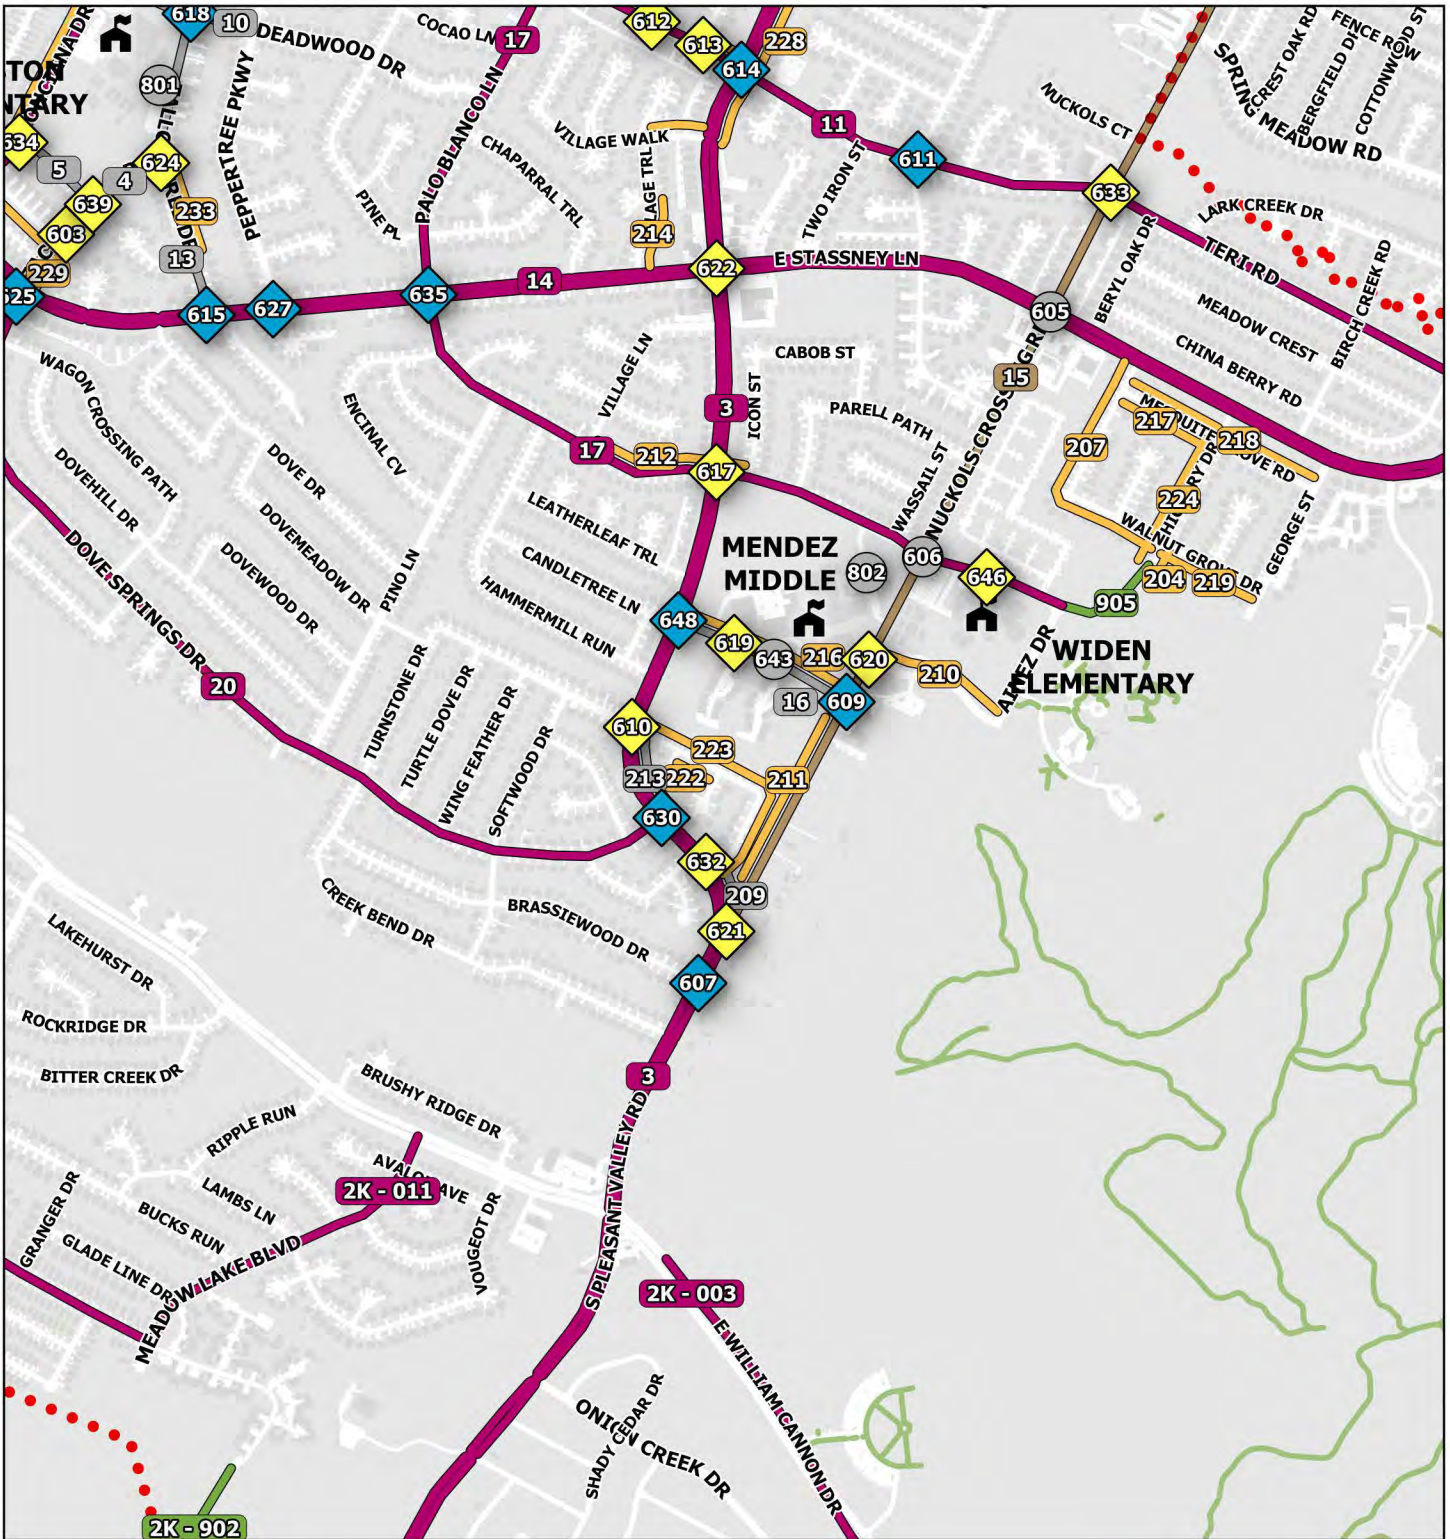 618
10
DEADWOOD DR
COCAO LN
17
612
613
228
614
SPRING MEADOW RD
CREST OAK RD
BERGFIELD DR
FENCE ROW
COTTONWOOD ST
801
TON
NTARY
PEPPERTREE PKWY
PALO BLANCO LN
VILLAGE WALK
11
NUCKOLS CT
634
5
4
624
CHAPARRAL TRL
TWO IRON ST
611
633
639
233
603
PINE PL
214
LARK CREEK DR
TERI RD
BERYL OAK DR
BIRCH CREEK RD
229
13
14
622
E STASSNEY LN
625
615
627
635
605
MEADOW CREST
CHINA BERRY RD
WAGON CROSSING PATH
VILLAGE LN
CABOB ST
ICON ST
15
3
PARELL PATH
217
218
207
ENCINAL CV
17
212
617
WASSAIL ST
224
DOVEHILL DR
DOVE DR
LEATHERLEAF TRL
GEORGE ST
DOVE SPRINGS DR
DOVEMEADOW DR
DOVEWOOD DR
PINO LN
CANDLETREE LN
HAMMERMILL RUN
MENDEZ
MIDDLE
802
606
646
WALNUT GROVE DR
204
219
905
648
619
643
216
620
210
WIDEN
ELEMENTARY
20
16
609
TURNSTONE DR
TURTLE DOVE DR
WING FEATHER DR
SOFTWOOD DR
610
223
213
222
211
630
632
209
621
CREEK BEND DR
BRASSIEWOOD DR
607
LAKEHURST DR
ROCKRIDGE DR
BITTER CREEK DR
3
BRUSHY RIDGE DR
RIPPLE RUN
S PLEASANT VALLEY RD
2K - 011
GRANGER DR
LAMBS LN
BUCKS RUN
GLADE LINE DR
VOUGEOT DR
MEADOW LAKE BLVD
2K - 003
E WILLIAM CANNON DR
SHADY CEDAR DR
ONION CREEK DR
2K - 902